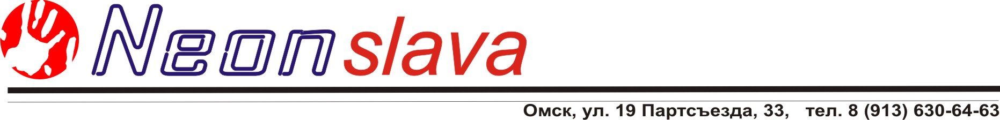 Neonslava
Омск, ул. 19 Партсъезда, 33, тел. 8 (913) 630-64-63